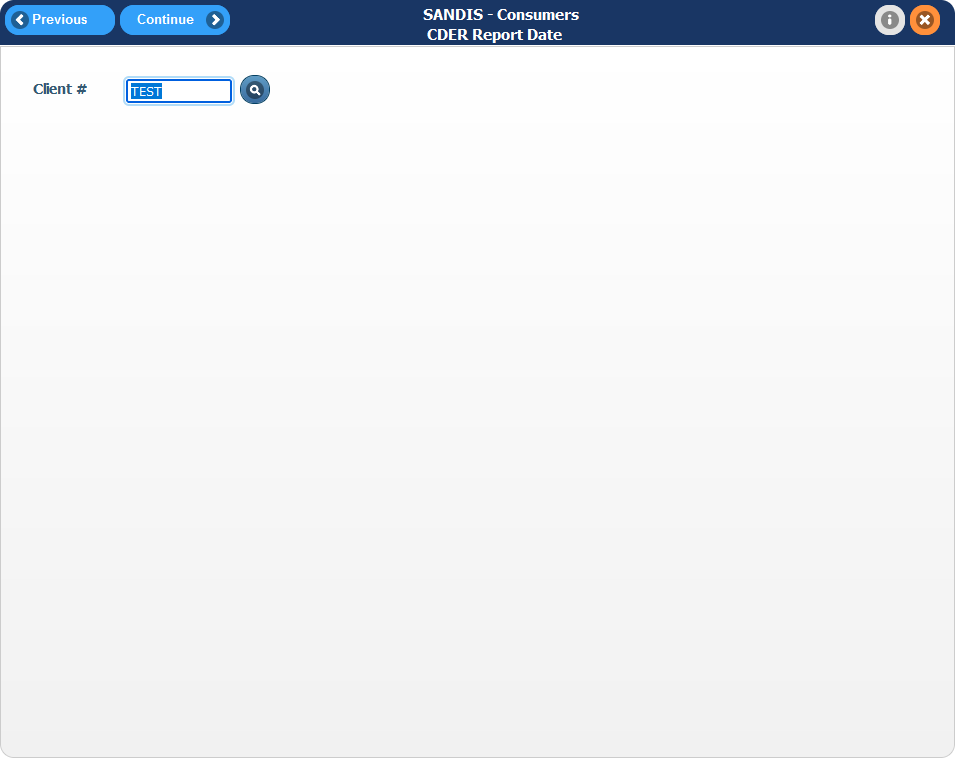 Previous
Continue
SANDIS - Consumers
CDER Report Date
Client #
TEST